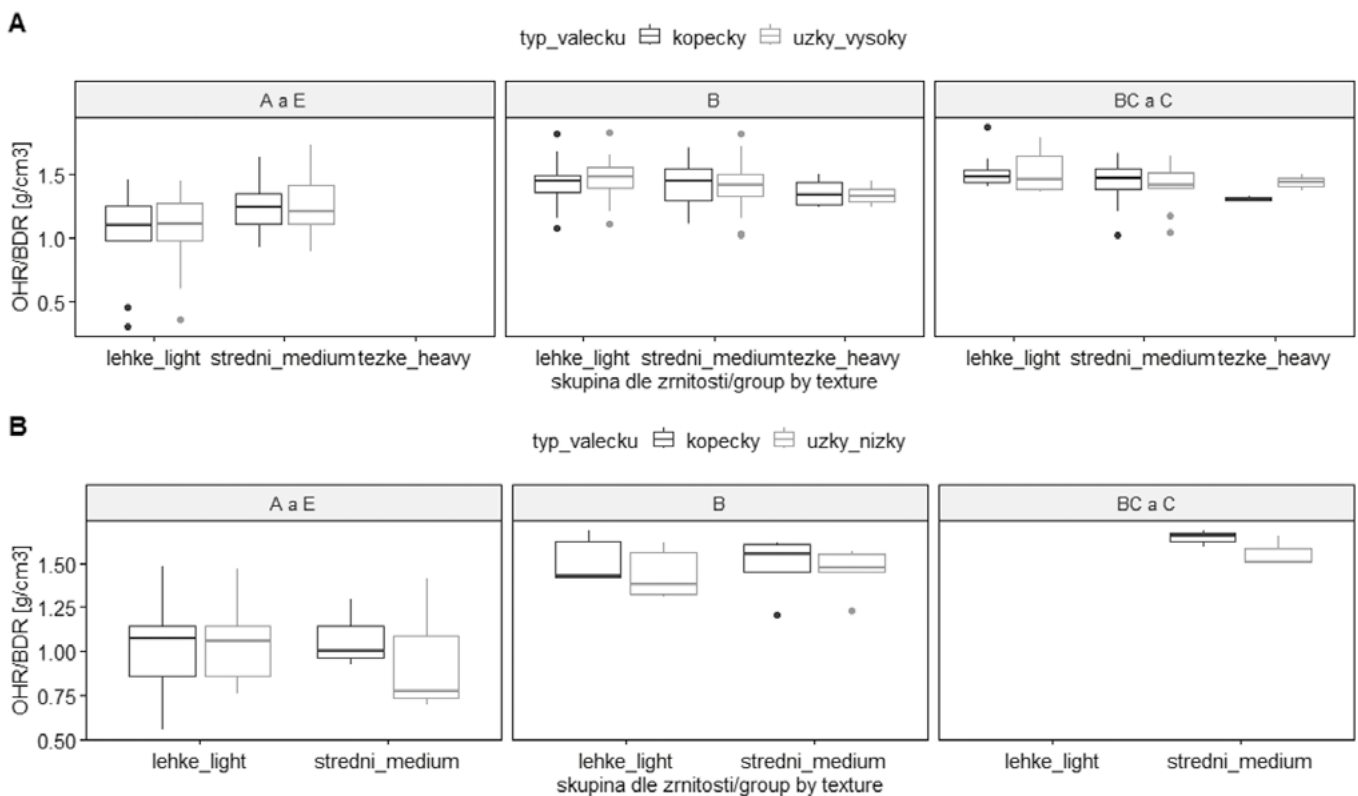 A
typ_valecku kopecky uzky_vysoky
A a E B BC a C
OHR/BDR [g/cm3]
1.5
1.0
0.5
lehke_light stredni_medium tezke_heavy lehke_light stredni_medium tezke_heavy lehke_light stredni_medium tezke_heavy
skupina dle zrnitosti/group by texture
B
typ_valecku kopecky uzky_nizky
A a E B BC a C
OHR/BDR [g/cm3]
1.50
1.25
1.00
0.75
0.50
lehke_light stredni_medium lehke_light stredni_medium lehke_light stredni_medium
skupina dle zrnitosti/group by texture